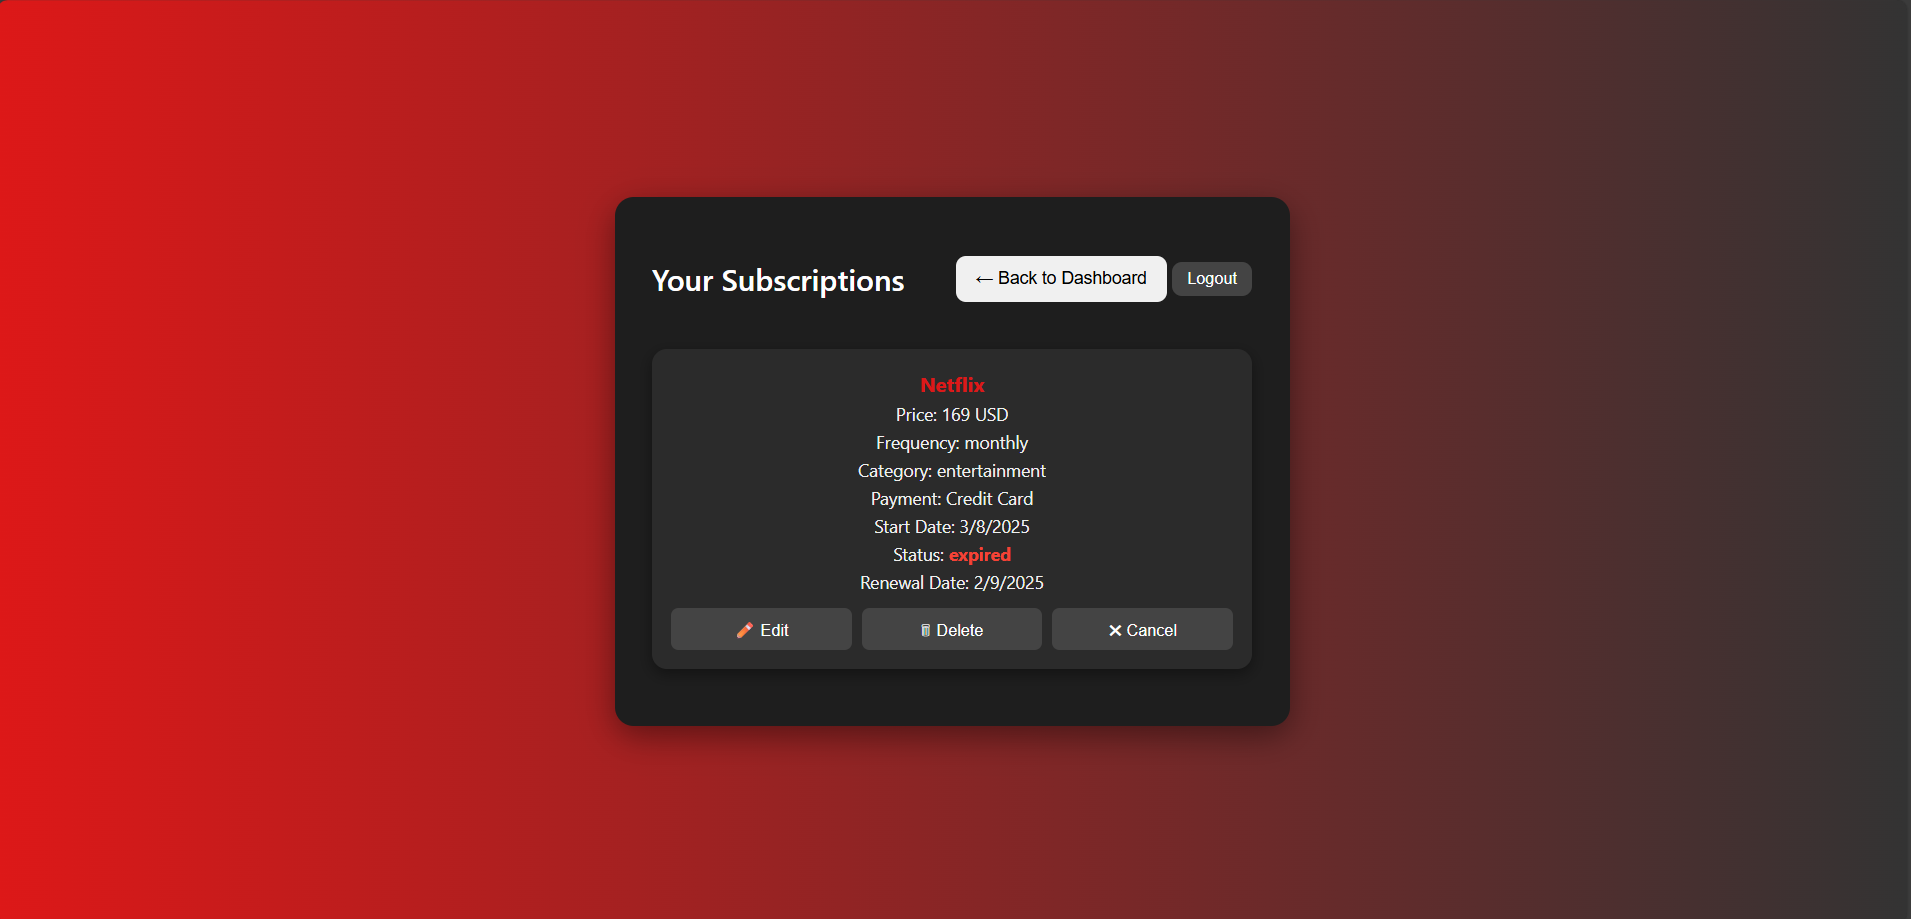 Your Subscriptions
← Back to Dashboard
Logout
Netflix
Price: 169 USD
Frequency: monthly
Category: entertainment
Payment: Credit Card
Start Date: 3/8/2025
Status: expired
Renewal Date: 2/9/2025
Edit
Delete
Cancel